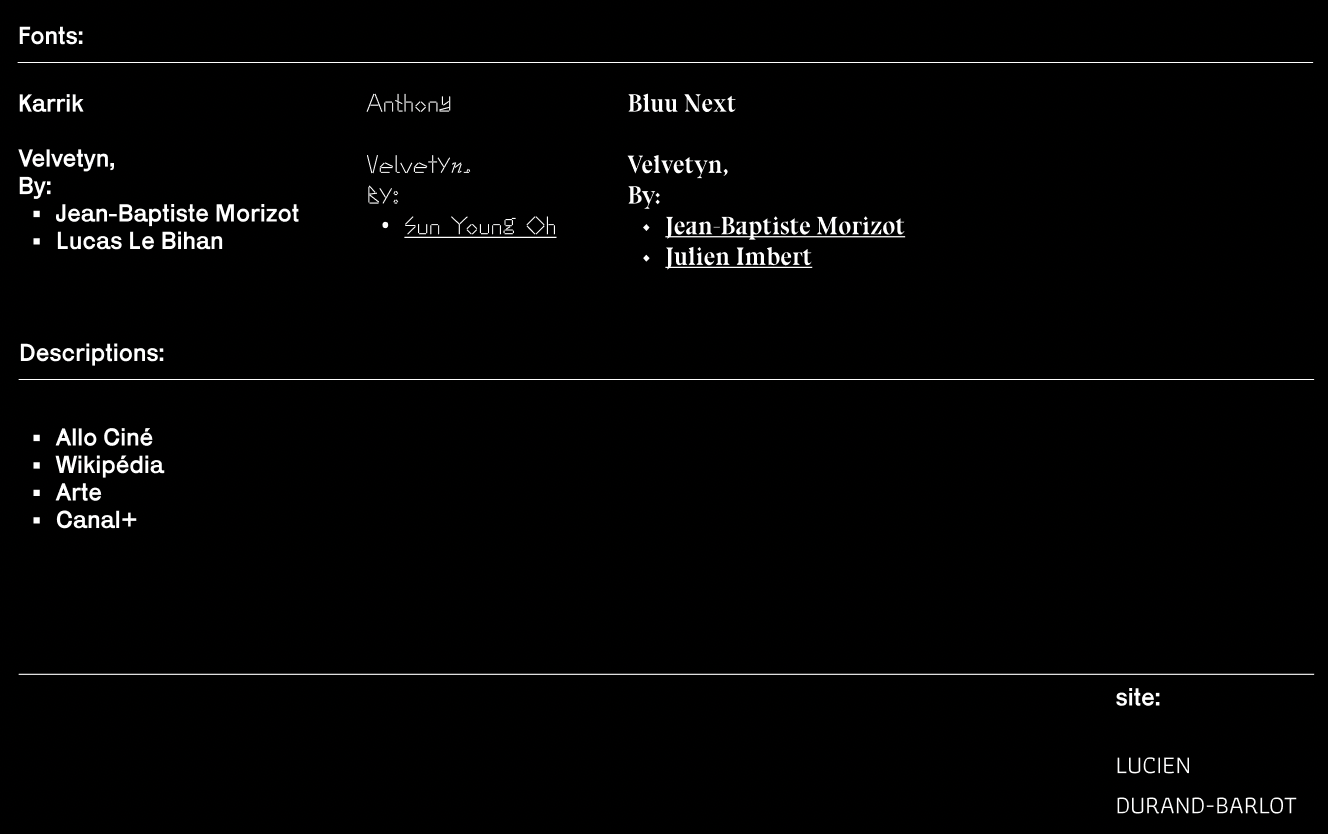 Fonts:
Karrik
Velvetyn,
By:
▪ Jean-Baptiste Morizot
▪ Lucas Le Bihan
Anthony
Velvetyn,
By:
• Sun Young Oh
Bluu Next
Velvetyn,
By:
⬩ Jean-Baptiste Morizot
⬩ Julien Imbert
Descriptions:
▪ Allo Ciné
▪ Wikipédia
▪ Arte
▪ Canal+
site:
LUCIEN
DURAND-BARLOT